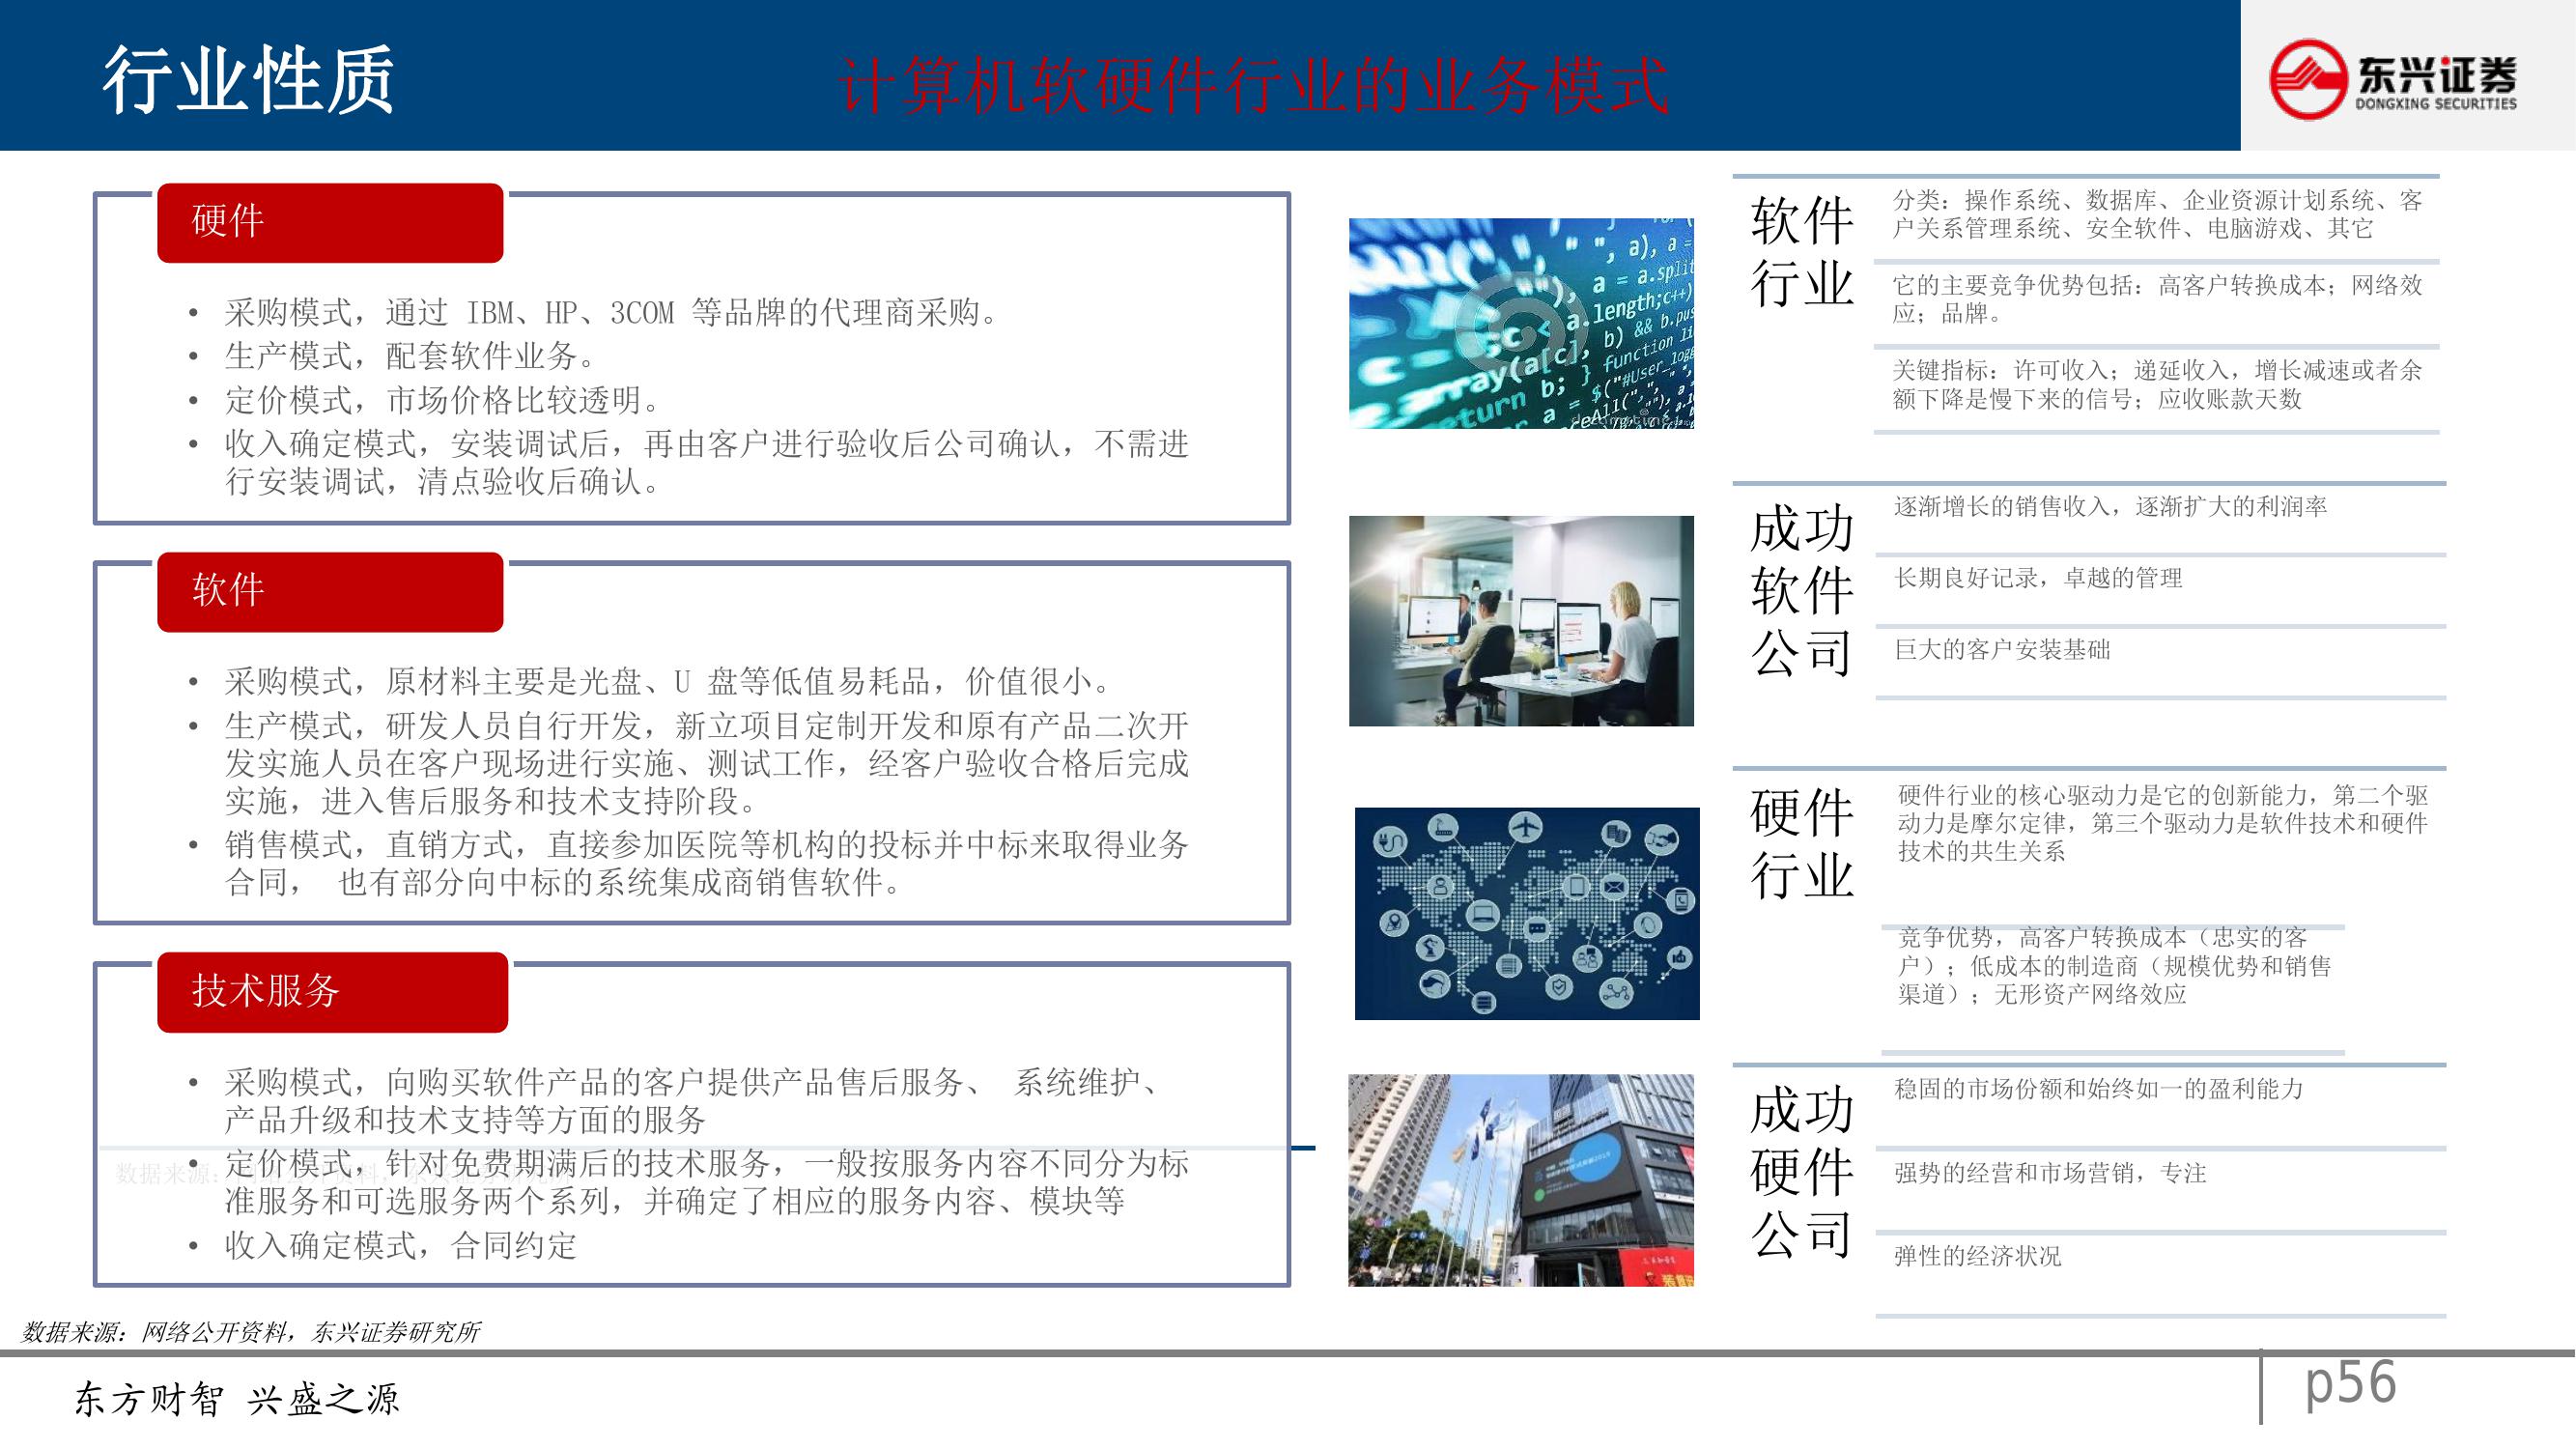 行业性质
计算机软硬件行业的业务模式
东兴证券
DONGXING SECURITIES
硬件
• 采购模式，通过 IBM、HP、3COM 等品牌的代理商采购。
• 生产模式，配套软件业务。
• 定价模式，市场价格比较透明。
• 收入确定模式，安装调试后，再由客户进行验收后公司确认，不需进
行安装调试，清点验收后确认。
软件
• 采购模式，原材料主要是光盘、U 盘等低值易耗品，价值很小。
• 生产模式，研发人员自行开发，新立项目定制开发和原有产品二次开
发实施人员在客户现场进行实施、测试工作，经客户验收合格后完成
实施，进入售后服务和技术支持阶段。
• 销售模式，直销方式，直接参加医院等机构的投标并中标来取得业务
合同， 也有部分向中标的系统集成商销售软件。
技术服务
• 采购模式，向购买软件产品的客户提供产品售后服务、 系统维护、
产品升级和技术支持等方面的服务
• 定价模式，针对免费期满后的技术服务，一般按服务内容不同分为标
准服务和可选服务两个系列，并确定了相应的服务内容、模块等
• 收入确定模式，合同约定
软件
行业
分类：操作系统、数据库、企业资源计划系统、客
户关系管理系统、安全软件、电脑游戏、其它
它的主要竞争优势包括：高客户转换成本；网络效
应；品牌。
关键指标：许可收入；递延收入，增长减速或者余
额下降是慢下来的信号；应收账款天数
成功
软件
公司
逐渐增长的销售收入，逐渐扩大的利润率
长期良好记录，卓越的管理
巨大的客户安装基础
硬件
行业
硬件行业的核心驱动力是它的创新能力，第二个驱
动力是摩尔定律，第三个驱动力是软件技术和硬件
技术的共生关系
竞争优势，高客户转换成本（忠实的客
户）；低成本的制造商（规模优势和销售
渠道）；无形资产网络效应
成功
硬件
公司
稳固的市场份额和始终如一的盈利能力
强势的经营和市场营销，专注
弹性的经济状况
数据来源：网络公开资料，东兴证券研究所
数据来源：网络公开资料，东兴证券研究所
东方财智 兴盛之源
p56